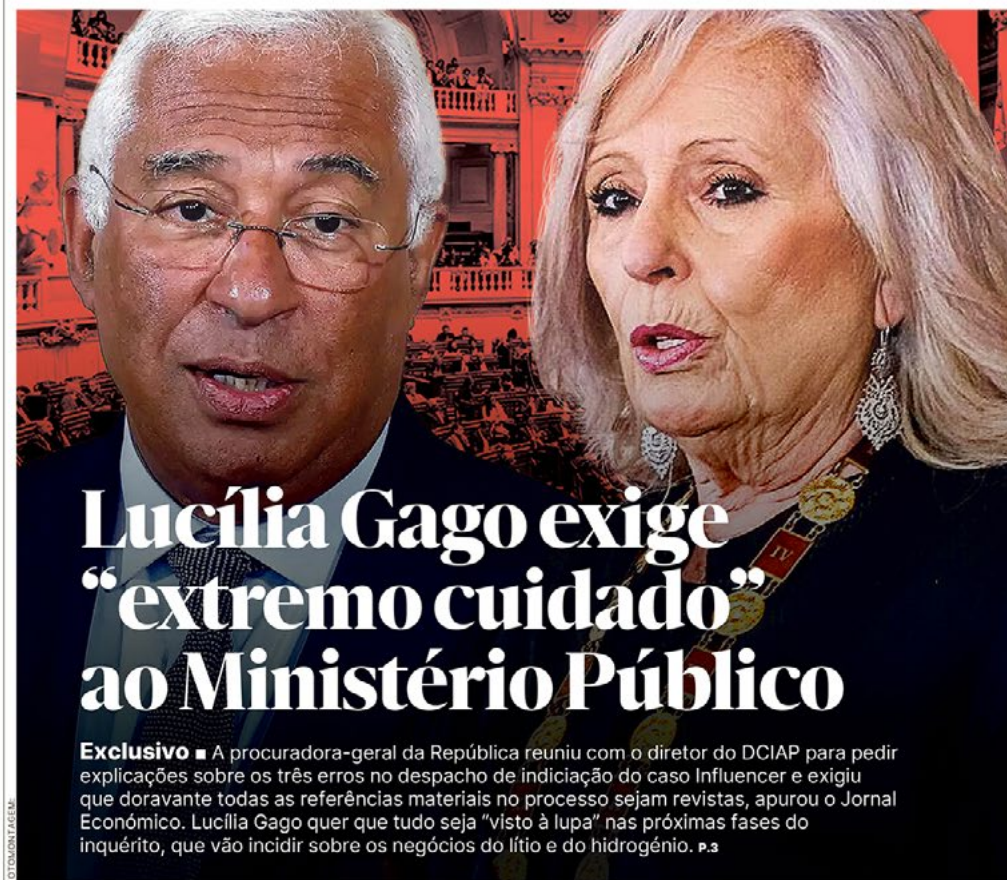 Lucília Gago exige
“extremo cuidado”
ao Ministério Público
Exclusivo ■ A procuradora-geral da República reuniu com o diretor do DCIAP para pedir
explicações sobre os três erros no despacho de indiciação do caso Influencer e exigiu
que doravante todas as referências materiais no processo sejam revistas, apurou o Jornal
Económico. Lucília Gago quer que tudo seja ”visto à lupa” nas próximas fases do
inquérito, que vão incidir sobre os negócios do lítio e do hidrogénio. P.3
OTOMONTAGEM: